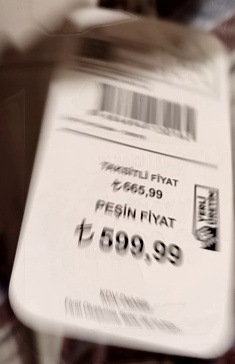 TAKSİTLİ FİYAT
₺665,99
PEŞİN FİYAT
₺599,99
YERLİ
ÜRETİM